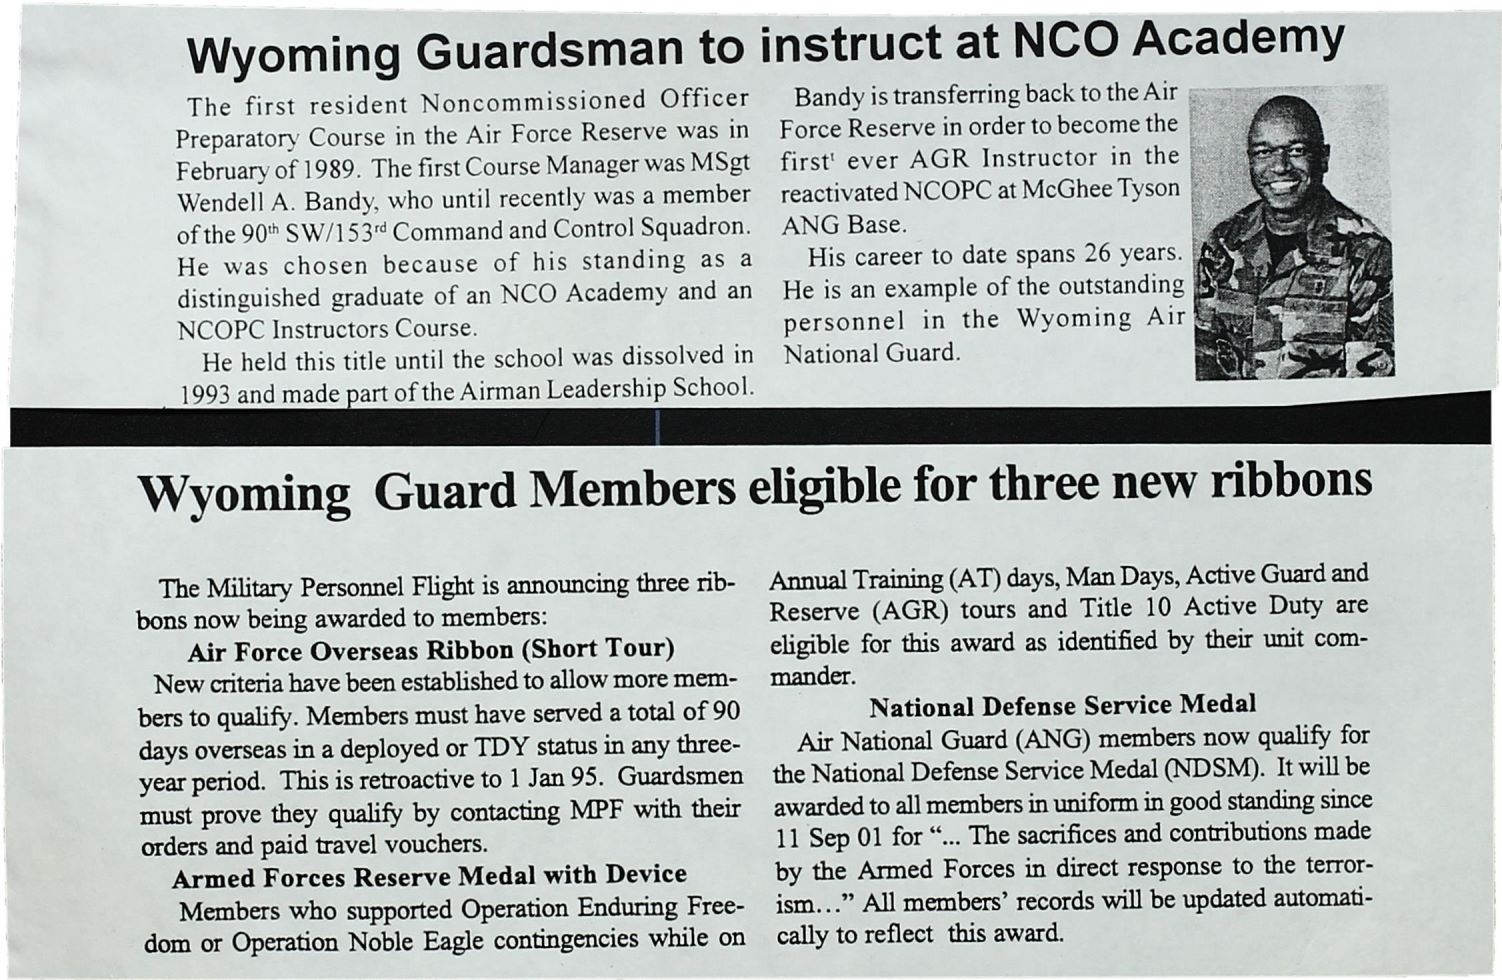 Wyoming Guardsman to instruct at NCO Academy
The first resident Noncommissioned Officer
Preparatory Course in the Air Force Reserve was in
February of 1989. The first Course Manager was MSgt
Wendell A. Bandy, who until recently was a member
of the 90th SW/153rd Command and Control Squadron.
He was chosen because of his standing as a
distinguished graduate of an NCO Academy and an
NCOPC Instructors Course.
He held this title until the school was dissolved in
1993 and made part of the Airman Leadership School.
Bandy is transferring back to the Air
Force Reserve in order to become the
first' ever AGR Instructor in the
reactivated NCOPC at McGhee Tyson
ANG Base.
His career to date spans 26 years.
He is an example of the outstanding
personnel in the Wyoming Air
National Guard.
Wyoming Guard Members eligible for three new ribbons
The Military Personnel Flight is announcing three rib-
bons now being awarded to members:
Air Force Overseas Ribbon (Short Tour)
New criteria have been established to allow more mem-
bers to qualify. Members must have served a total of 90
days overseas in a deployed or TDY status in any three-
year period. This is retroactive to 1 Jan 95. Guardsmen
must prove they qualify by contacting MPF with their
orders and paid travel vouchers.
Armed Forces Reserve Medal with Device
Members who supported Operation Enduring Free-
dom or Operation Noble Eagle contingencies while on
Annual Training (AT) days, Man Days, Active Guard and
Reserve (AGR) tours and Title 10 Active Duty are
eligible for this award as identified by their unit com-
mander.
National Defense Service Medal
Air National Guard (ANG) members now qualify for
the National Defense Service Medal (NDSM). It will be
awarded to all members in uniform in good standing since
11 Sep 01 for “... The sacrifices and contributions made
by the Armed Forces in direct response to the terror-
ism...” All members’ records will be updated automati-
cally to reflect this award.